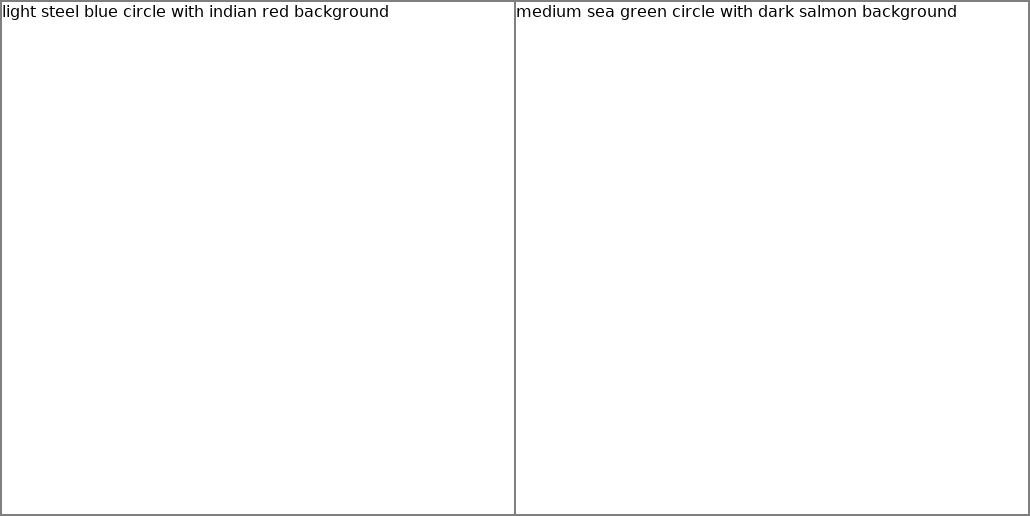 light steel blue circle with indian red background
medium sea green circle with dark salmon background